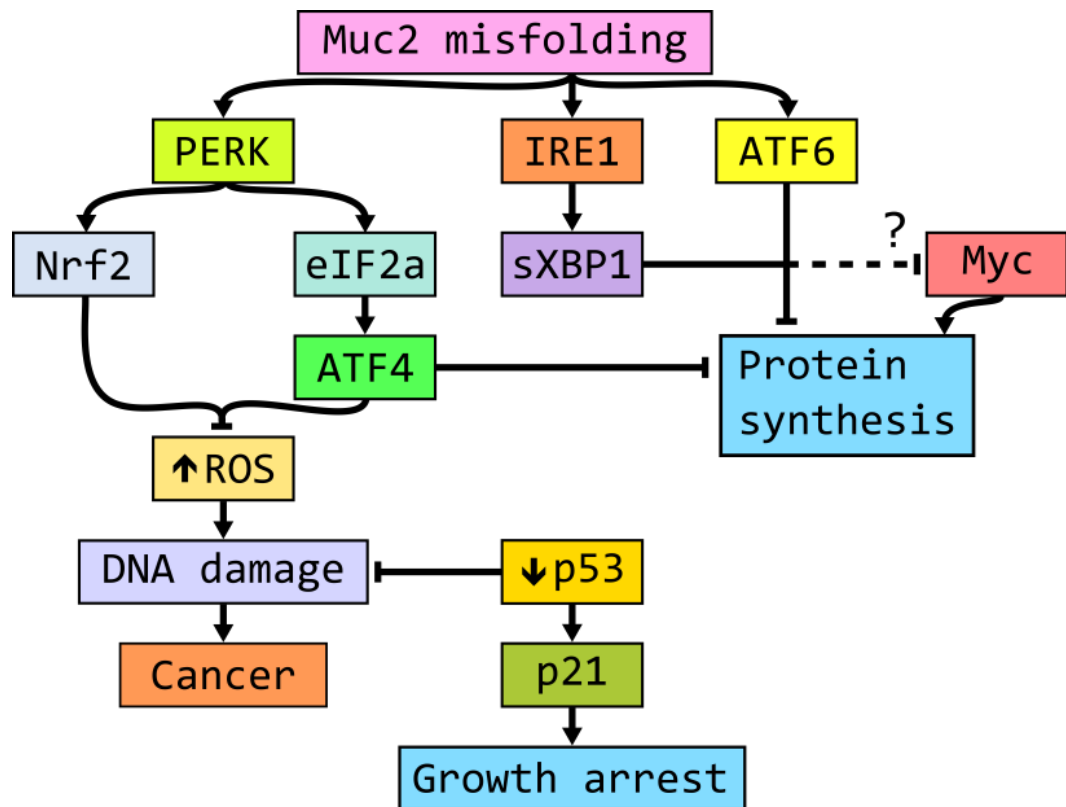 Muc2 misfolding
PERK
IRE1
ATF6
?
Nrf2
eIF2a
sXBP1
Myc
ATF4
Protein
synthesis
↑ROS
DNA damage
↓p53
Cancer
p21
Growth arrest